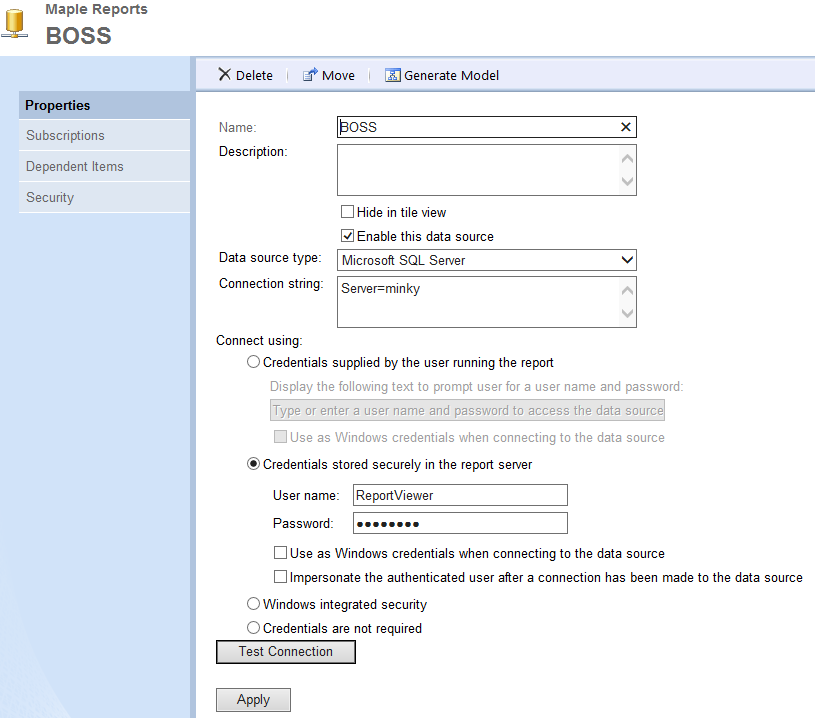 Maple Reports
BOSS
Delete Move Generate Model
Properties
Subscriptions
Dependent Items
Security
Name: BOSS
Description:
Hide in tile view
Enable this data source
Data source type: Microsoft SQL Server
Connection string: Server=minky
Connect using:
Credentials supplied by the user running the report
Display the following text to prompt user for a user name and password:
Type or enter a user name and password to access the data source
Use as Windows credentials when connecting to the data source
Credentials stored securely in the report server
User name: ReportViewer
Password: ●●●●●●●●
Use as Windows credentials when connecting to the data source
Impersonate the authenticated user after a connection has been made to the data source
Windows integrated security
Credentials are not required
Test Connection
Apply